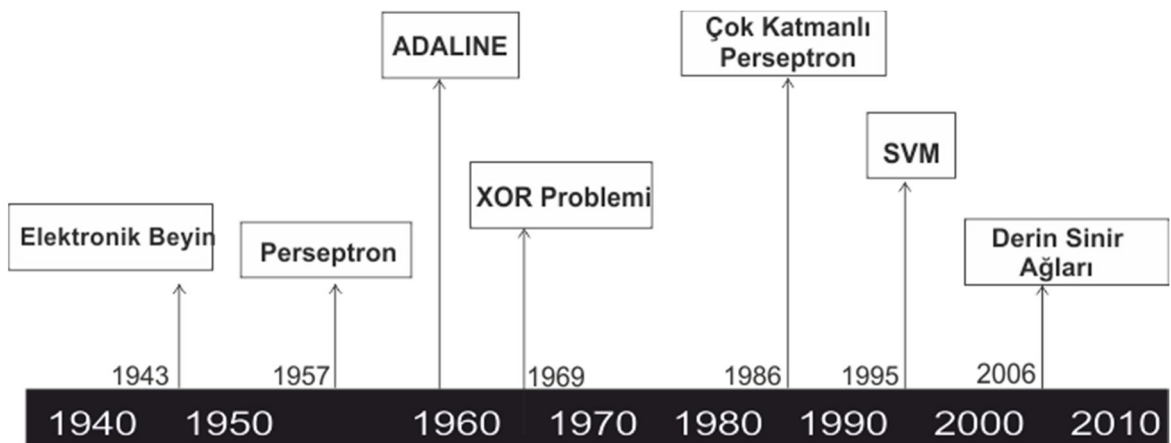 ADALINE
Çok Katmanlı
Perseptron
SVM
XOR Problemi
Elektronik Beyin
Perseptron
Derin Sinir
Ağları
1943
1957
1969
1986
1995
2006
1940 1950 1960 1970 1980 1990 2000 2010